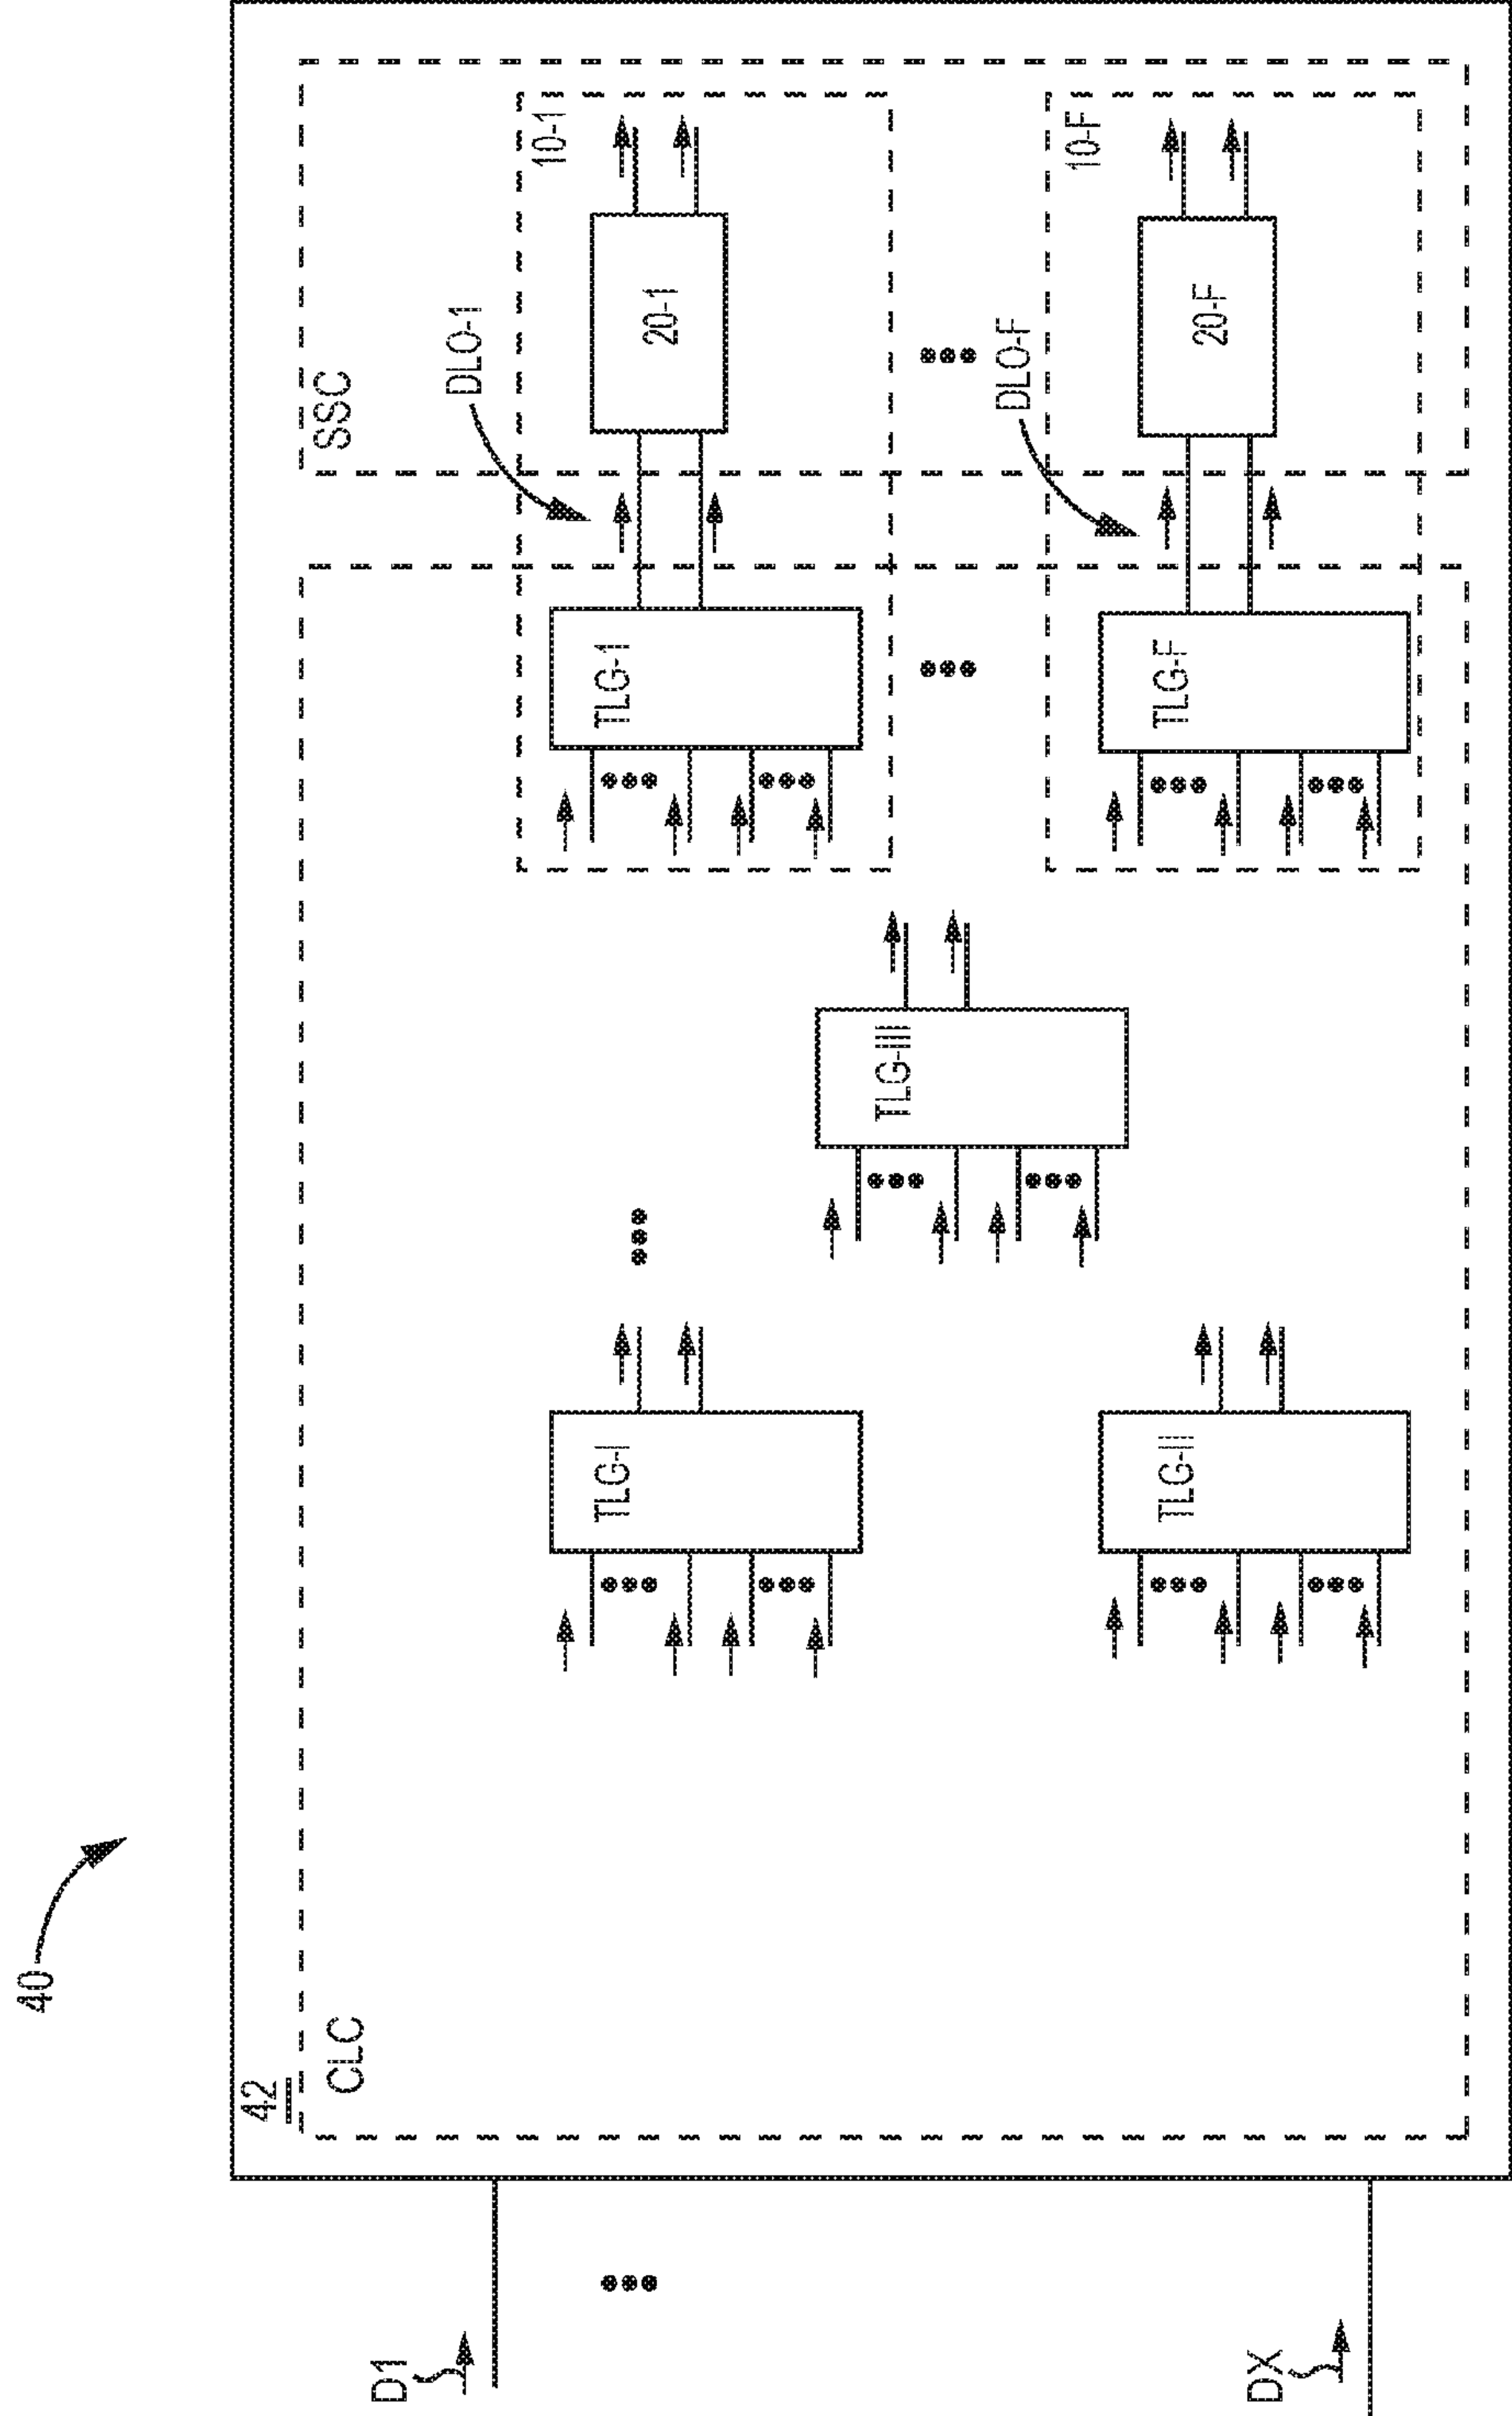 40
42
CLC
SSC
D1
DX
TLG-I
TLG-II
TLG-III
TLG-1
TLG-F
DLO-1
DLO-F
10-1
20-1
10-F
20-F